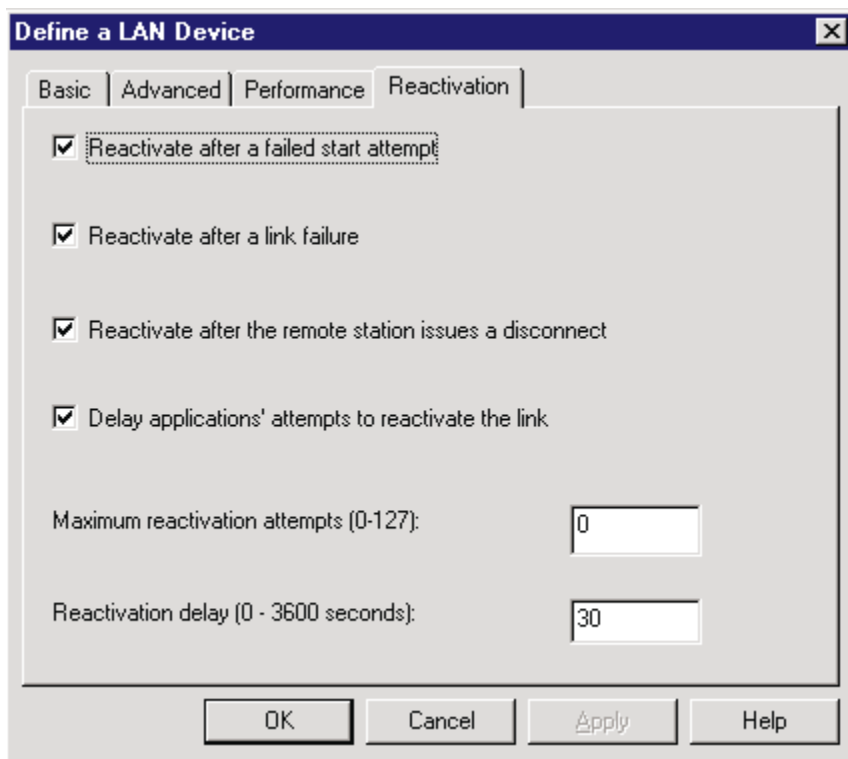 Define a LAN Device
Basic Advanced Performance Reactivation
Reactivate after a failed start attempt
Reactivate after a link failure
Reactivate after the remote station issues a disconnect
Delay applications' attempts to reactivate the link
Maximum reactivation attempts (0-127): 0
Reactivation delay (0 - 3600 seconds): 30
OK Cancel Apply Help